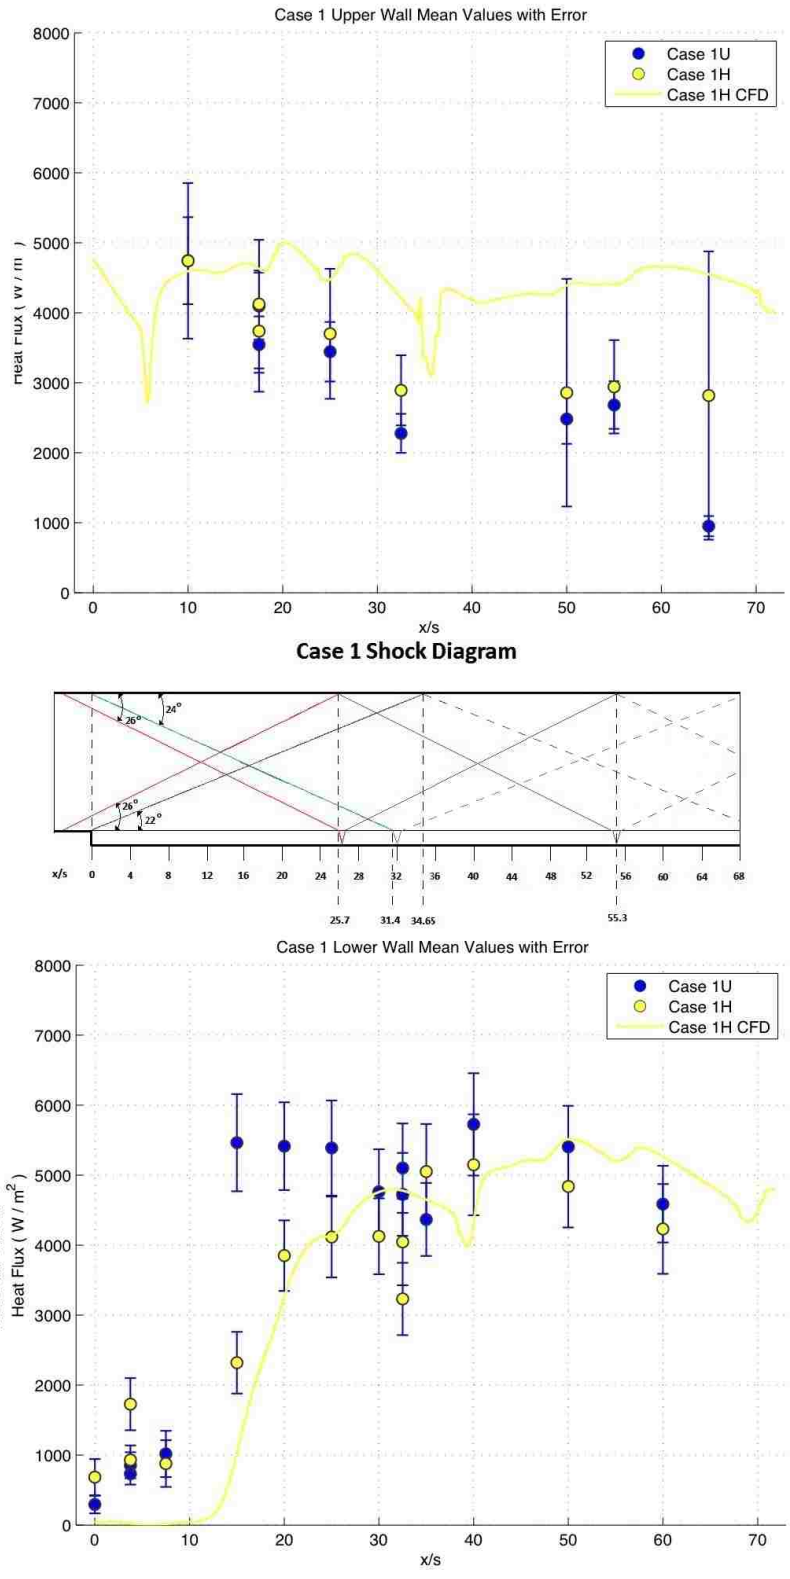 Case 1 Upper Wall Mean Values with Error
8000
7000
6000
5000
4000
3000
2000
1000
0
Heat Flux ( W / m )
Case 1U
Case 1H
Case 1H CFD
0 10 20 30 40 50 60 70
x/s
Case 1 Shock Diagram
26° 24°
26° 22°
x/s 0 4 8 12 16 20 24 28 32 36 40 44 48 52 56 60 64 68
25.7 31.4 34.65 55.3
Case 1 Lower Wall Mean Values with Error
8000
7000
6000
5000
4000
3000
2000
1000
0
Heat Flux ( W / m²)
Case 1U
Case 1H
Case 1H CFD
0 10 20 30 40 50 60 70
x/s